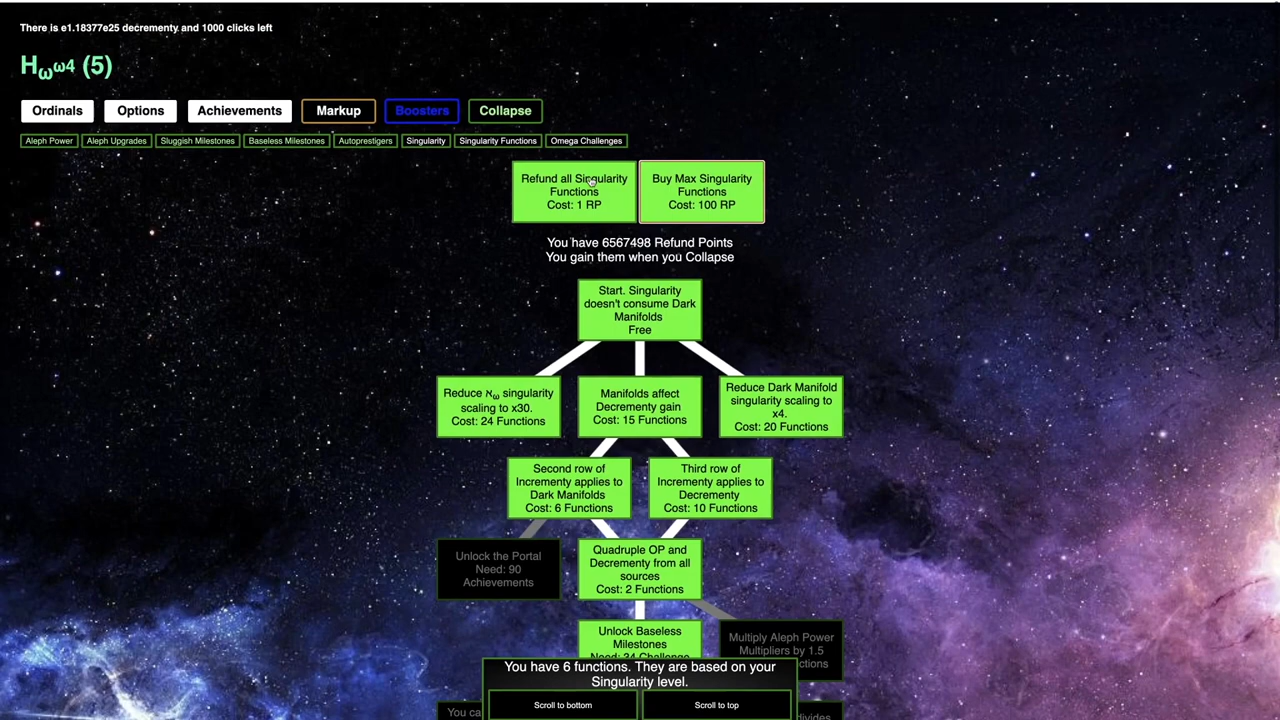 There is e1.18377e25 decrementy and 1000 clicks left
Hωω4 (5)
Ordinals Options Achievements Markup Boosters Collapse
Aleph Power Aleph Upgrades Sluggish Milestones Baseless Milestones Autoprestigers Singularity Singularity Functions Omega Challenges
Refund all Singularity
Functions
Cost: 1 RP
Buy Max Singularity
Functions
Cost: 100 RP
You have 6567498 Refund Points
You gain them when you Collapse
Start. Singularity
doesn't consume Dark
Manifolds
Free
Reduce ℵω singularity
scaling to x30.
Cost: 24 Functions
Manifolds affect
Decrementy gain
Cost: 15 Functions
Reduce Dark Manifold
singularity scaling to
x4.
Cost: 20 Functions
Second row of
Incrementy applies to
Dark Manifolds
Cost: 6 Functions
Third row of
Incrementy applies to
Decrementy
Cost: 10 Functions
Unlock the Portal
Need: 90
Achievements
Quadruple OP and
Decrementy from all
sources
Cost: 2 Functions
Unlock Baseless
Milestones
Need: 34 Challenge
Multiply Aleph Power
Multipliers by 1.5
You have 6 functions. They are based on your
Singularity level.
Scroll to bottom Scroll to top
You ca